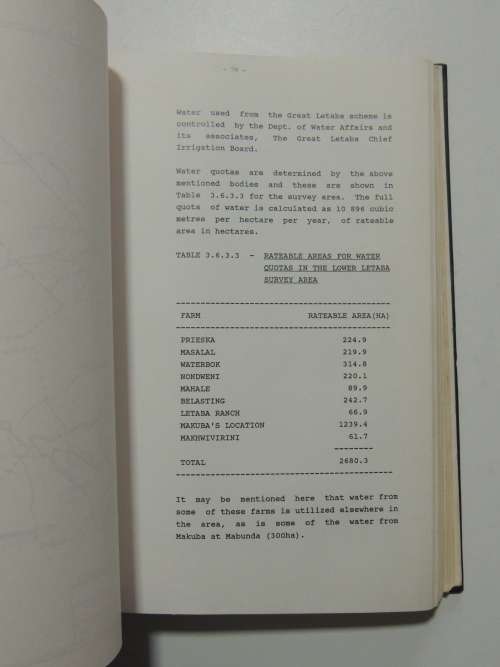 Water used from the Great Letaba scheme is
controlled by the Dept. of Water Affairs and
its associates, The Great Letaba Chief
Irrigation Board.
Water quotas are determined by the above
mentioned bodies and these are shown in
Table 3.6.3.3 for the survey area. The full
quota of water is calculated as 10 896 cubic
metres per hectare per year, of rateable
area in hectares.
TABLE 3.6.3.3 - RATEABLE AREAS FOR WATER
QUOTAS IN THE LOWER LETABA
SURVEY AREA
FARM RATEABLE AREA(HA)
PRIESKA 224.9
MASALAL 219.9
WATERBOK 314.8
NONDWENI 220.1
MAHALE 89.9
BELASTING 242.7
LETABA RANCH 66.9
MAKUBA'S LOCATION 1239.4
MAKHWIVIRINI 61.7
TOTAL 2680.3
It may be mentioned here that water from
some of these farms is utilized elsewhere in
the area, as is some of the water from
Makuba at Mabunda (300ha).